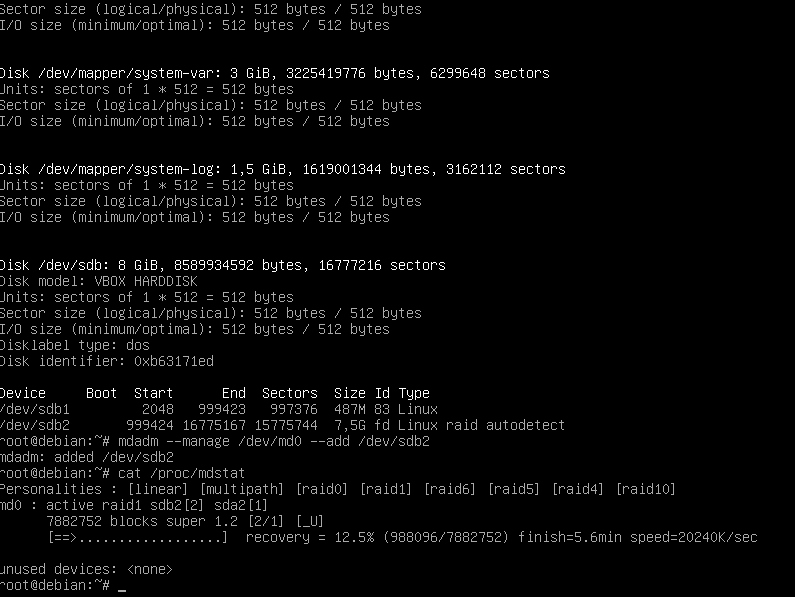 Sector size (logical/physical): 512 bytes / 512 bytes
I/O size (minimum/optimal): 512 bytes / 512 bytes
Disk /dev/mapper/system-var: 3 GiB, 3225419776 bytes, 6299648 sectors
Units: sectors of 1 * 512 = 512 bytes
Sector size (logical/physical): 512 bytes / 512 bytes
I/O size (minimum/optimal): 512 bytes / 512 bytes
Disk /dev/mapper/system-log: 1,5 GiB, 1619001344 bytes, 3162112 sectors
Units: sectors of 1 * 512 = 512 bytes
Sector size (logical/physical): 512 bytes / 512 bytes
I/O size (minimum/optimal): 512 bytes / 512 bytes
Disk /dev/sdb: 8 GiB, 8589934592 bytes, 16777216 sectors
Disk model: VBOX HARDDISK
Units: sectors of 1 * 512 = 512 bytes
Sector size (logical/physical): 512 bytes / 512 bytes
I/O size (minimum/optimal): 512 bytes / 512 bytes
Disklabel type: dos
Disk identifier: 0xb63171ed
Device     Boot  Start      End  Sectors  Size Id Type
/dev/sdb1         2048   999423   997376  487M 83 Linux
/dev/sdb2       999424 16775167 15775744  7,5G fd Linux raid autodetect
root@debian:~# mdadm --manage /dev/md0 --add /dev/sdb2
mdadm: added /dev/sdb2
root@debian:~# cat /proc/mdstat
Personalities : [linear] [multipath] [raid0] [raid1] [raid6] [raid5] [raid4] [raid10]
md0 : active raid1 sdb2[2] sda2[1]
      7882752 blocks super 1.2 [2/1] [_U]
      [==>..................]  recovery = 12.5% (988096/7882752) finish=5.6min speed=20240K/sec
unused devices: <none>
root@debian:~# _